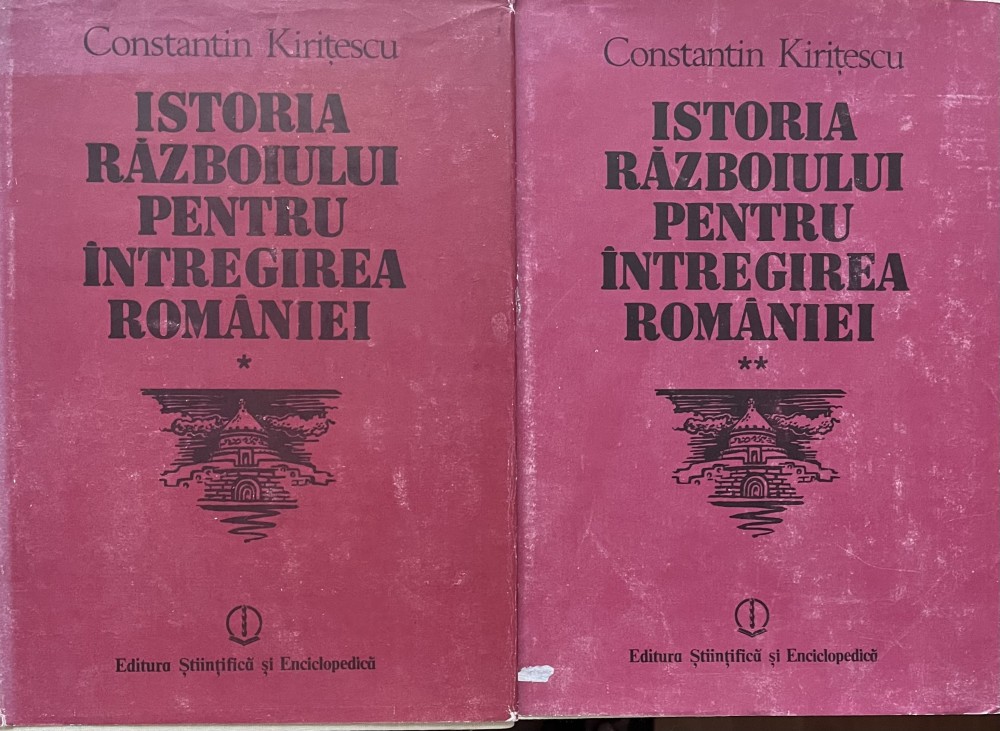 Constantin Kirițescu
ISTORIA
RĂZBOIULUI
PENTRU
ÎNTREGIREA
ROMÂNIEI
*
Editura Științifică și Enciclopedică
Constantin Kirițescu
ISTORIA
RĂZBOIULUI
PENTRU
ÎNTREGIREA
ROMÂNIEI
**
Editura Științifică și Enciclopedică